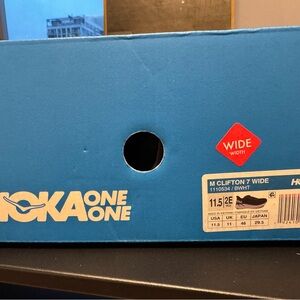 WIDE
WIDTH
M CLIFTON 7 WIDE
1110534 / BWHT
11.5 2E
USA UK EU JAPAN
11.5 11 46 29.5
HOKA ONE
ONE